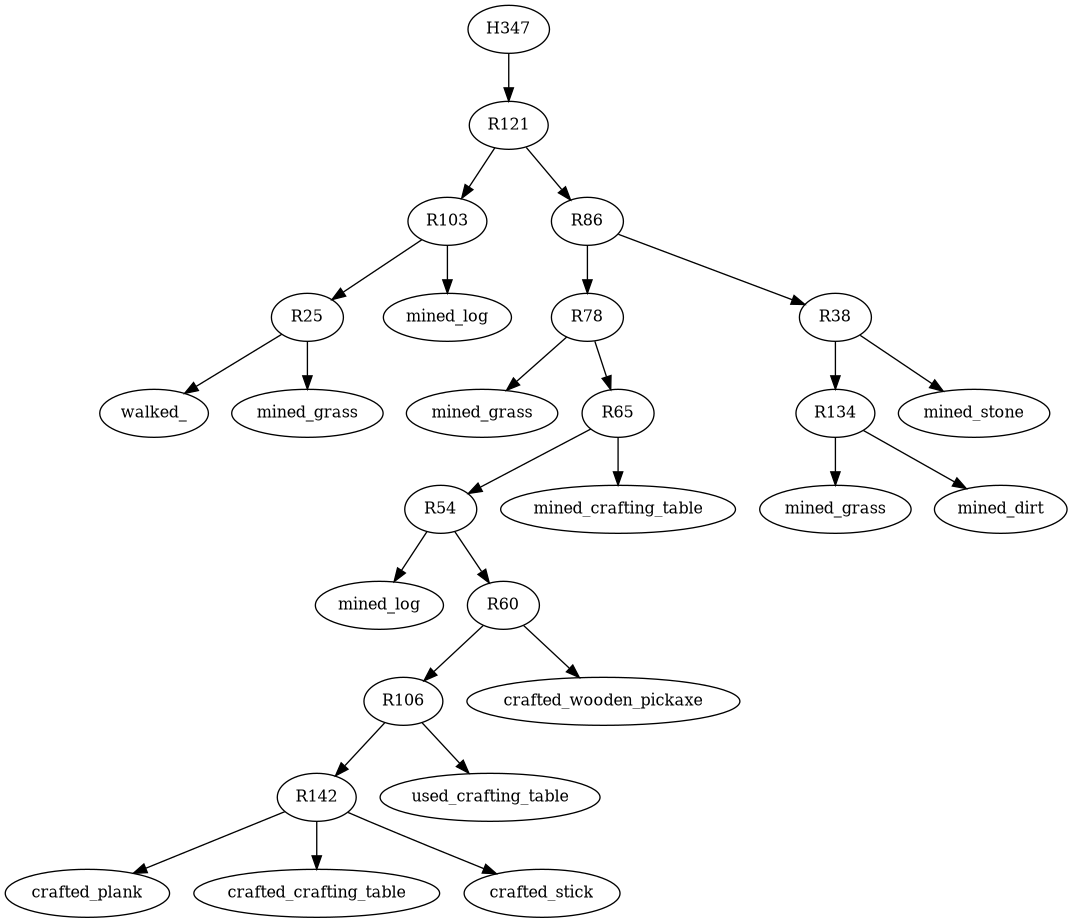 H347
R121
R103
R86
R25
mined_log
R78
R38
walked_
mined_grass
mined_grass
R65
R134
mined_stone
R54
mined_crafting_table
mined_grass
mined_dirt
mined_log
R60
R106
crafted_wooden_pickaxe
R142
used_crafting_table
crafted_plank
crafted_crafting_table
crafted_stick